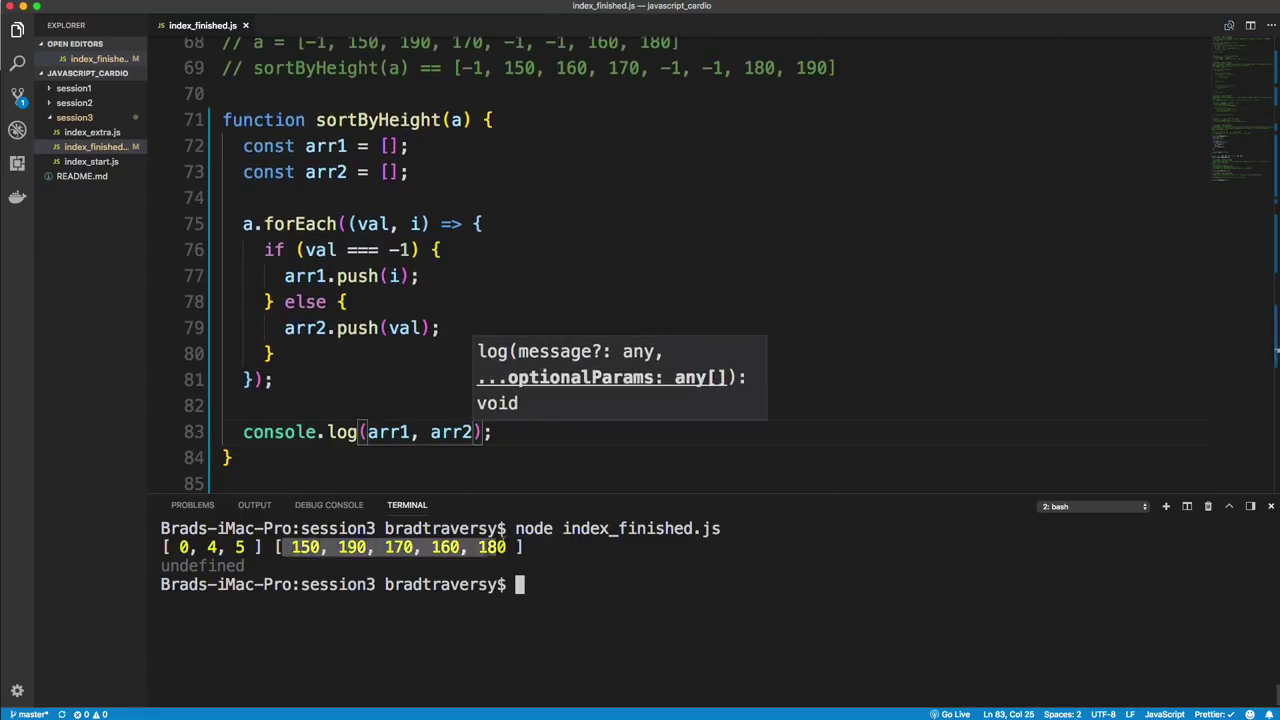 index_finished.js — javascript_cardio
EXPLORER
index_finished.js ×
OPEN EDITORS
index_finishe.. M
JAVASCRIPT_CARDIO
session1
session2
session3
index_extra.js
index_finished... M
index_start.js
README.md
1
68 // a = [-1, 150, 190, 170, -1, -1, 160, 180]
69 // sortByHeight(a) == [-1, 150, 160, 170, -1, -1, 180, 190]
70
71 function sortByHeight(a) {
72 const arr1 = [];
73 const arr2 = [];
74
75 a.forEach((val, i) => {
76 if (val === -1) {
77 arr1.push(i);
78 } else {
79 arr2.push(val);
80 }
81 });
82
83 console.log(arr1, arr2);
84 }
85
log(message?: any,
...optionalParams: any[]):
void
PROBLEMS OUTPUT DEBUG CONSOLE TERMINAL
2: bash
Brads-iMac-Pro:session3 bradtraversy$ node index_finished.js
[ 0, 4, 5 ] [ 150, 190, 170, 160, 180 ]
undefined
Brads-iMac-Pro:session3 bradtraversy$
master* 0 0
Go Live Ln 83, Col 25 Spaces: 2 UTF-8 LF JavaScript Prettier: ✓